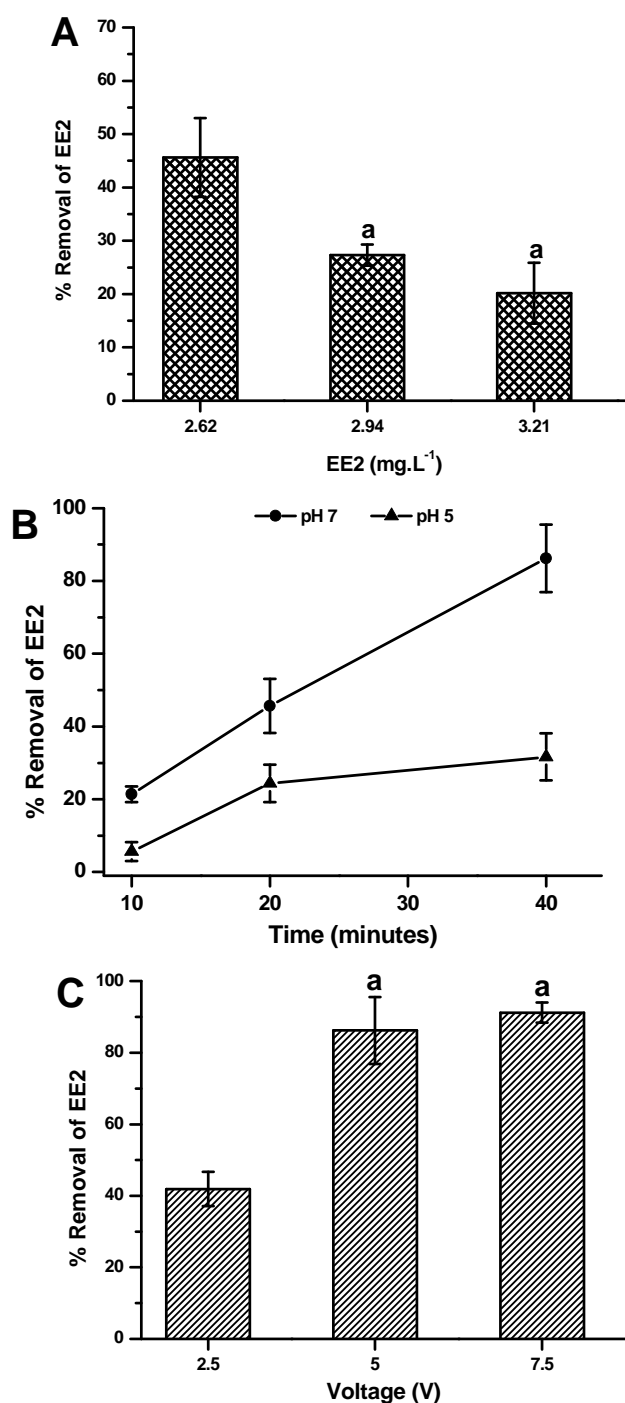 A
% Removal of EE2
70
60
50
40
30
20
10
0
a
a
2.62
2.94
3.21
EE2 (mg.L⁻¹)
B
pH 7
pH 5
% Removal of EE2
100
80
60
40
20
0
10
20
30
40
Time (minutes)
C
% Removal of EE2
100
80
60
40
20
0
a
a
2.5
5
7.5
Voltage (V)